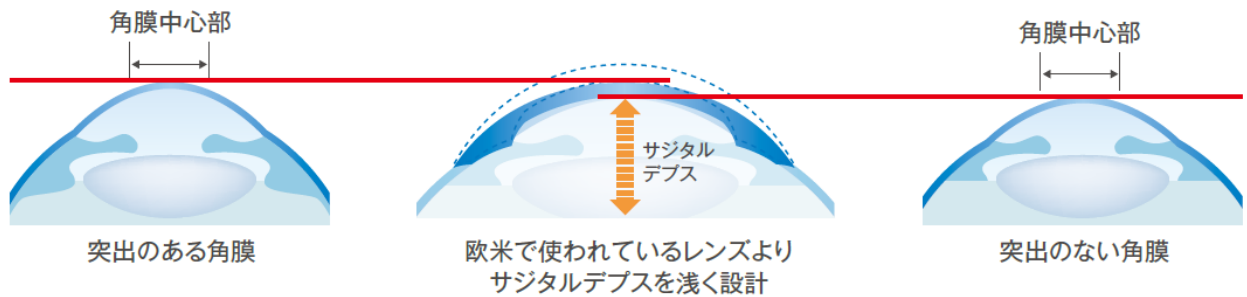 角膜中心部
角膜中心部
サジタル
デプス
突出のある角膜
欧米で使われているレンズより
サジタルデプスを浅く設計
突出のない角膜